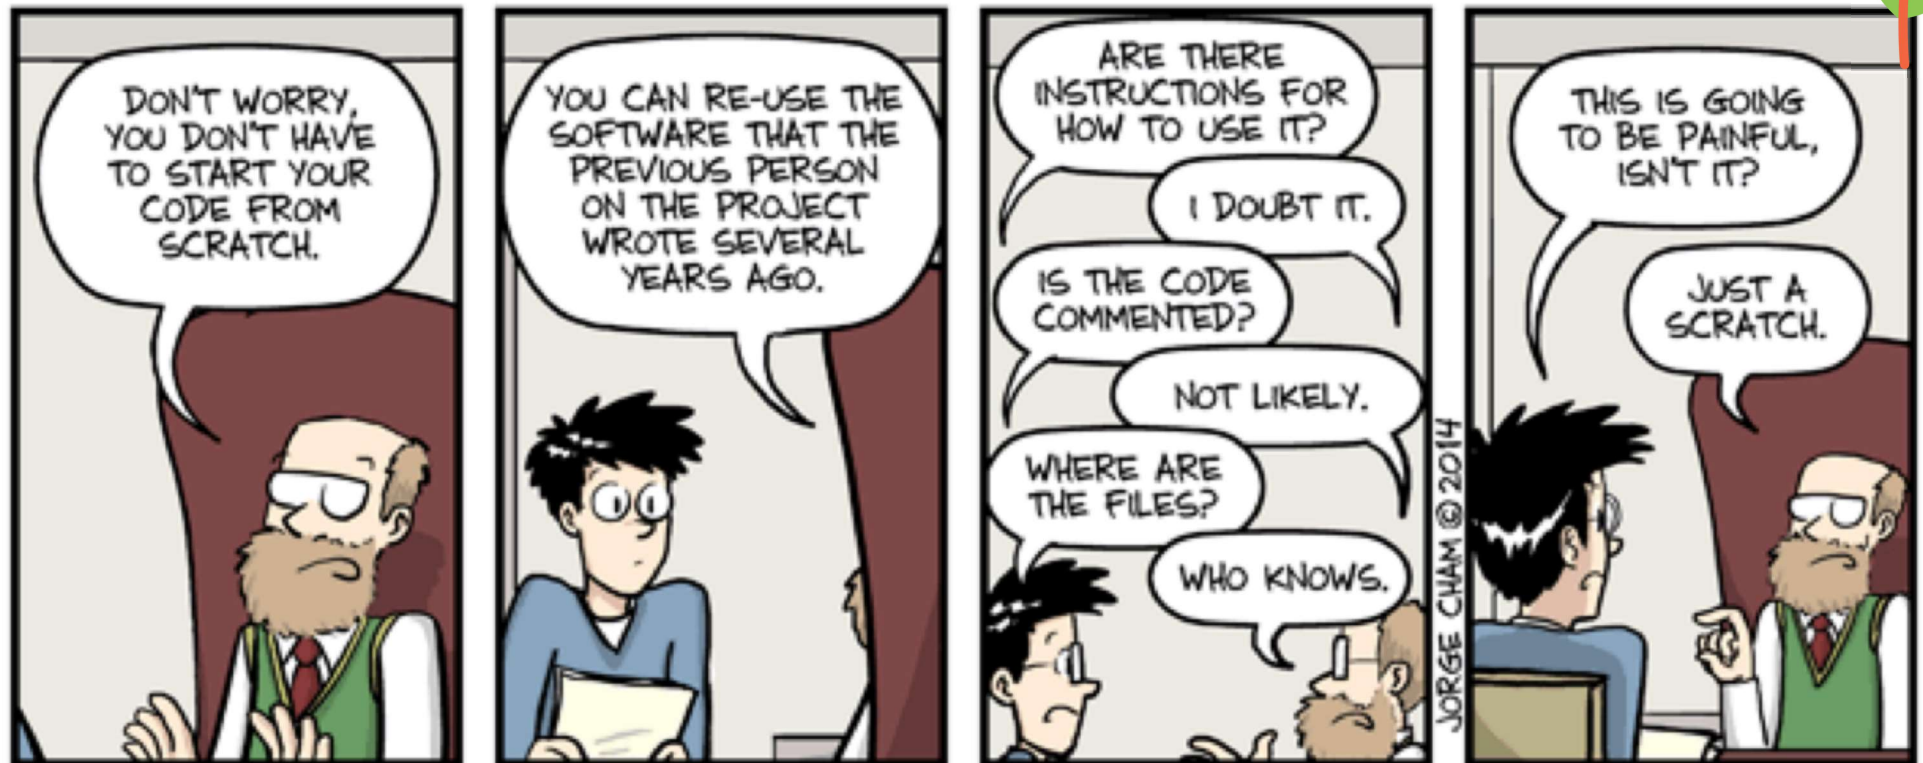 DON'T WORRY,
YOU DON'T HAVE
TO START YOUR
CODE FROM
SCRATCH.
YOU CAN RE-USE THE
SOFTWARE THAT THE
PREVIOUS PERSON
ON THE PROJECT
WROTE SEVERAL
YEARS AGO.
ARE THERE
INSTRUCTIONS FOR
HOW TO USE IT?
I DOUBT IT.
IS THE CODE
COMMENTED?
NOT LIKELY.
WHERE ARE
THE FILES?
WHO KNOWS.
JORGE CHAM © 2014
THIS IS GOING
TO BE PAINFUL,
ISN'T IT?
JUST A
SCRATCH.